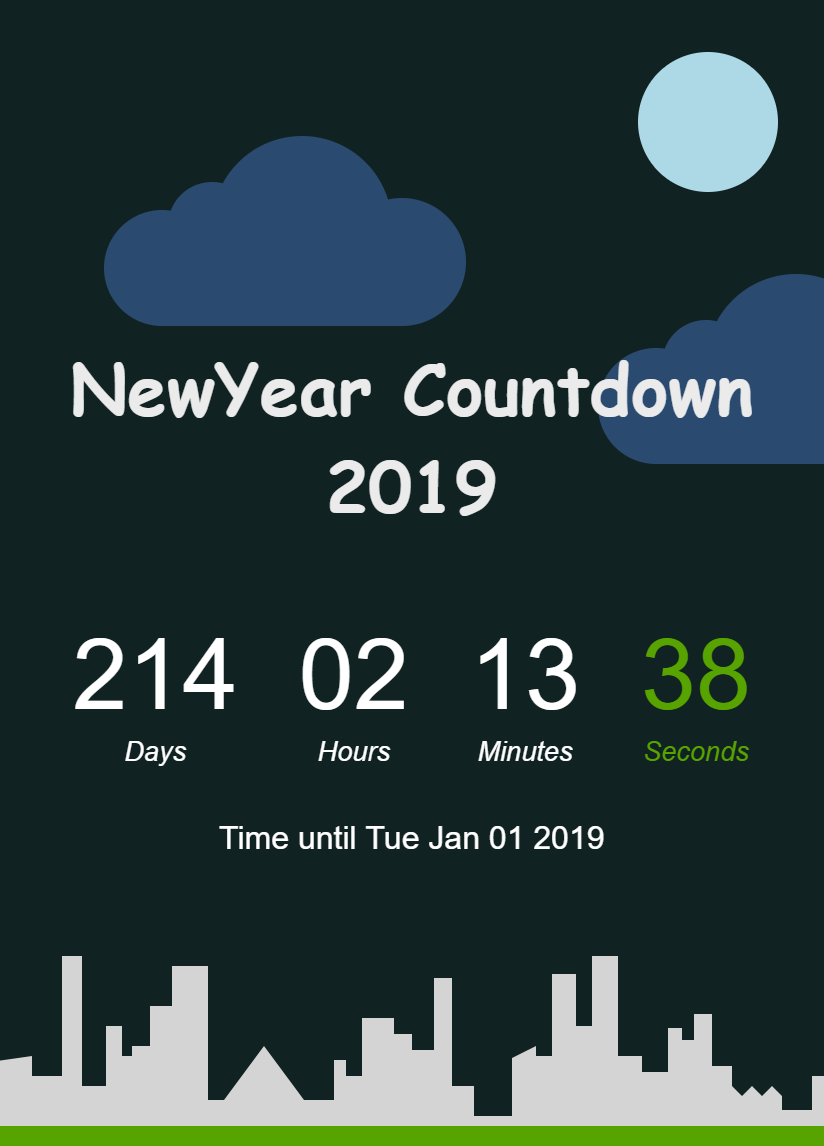 NewYear Countdown
2019
214 02 13 38
Days Hours Minutes Seconds
Time until Tue Jan 01 2019